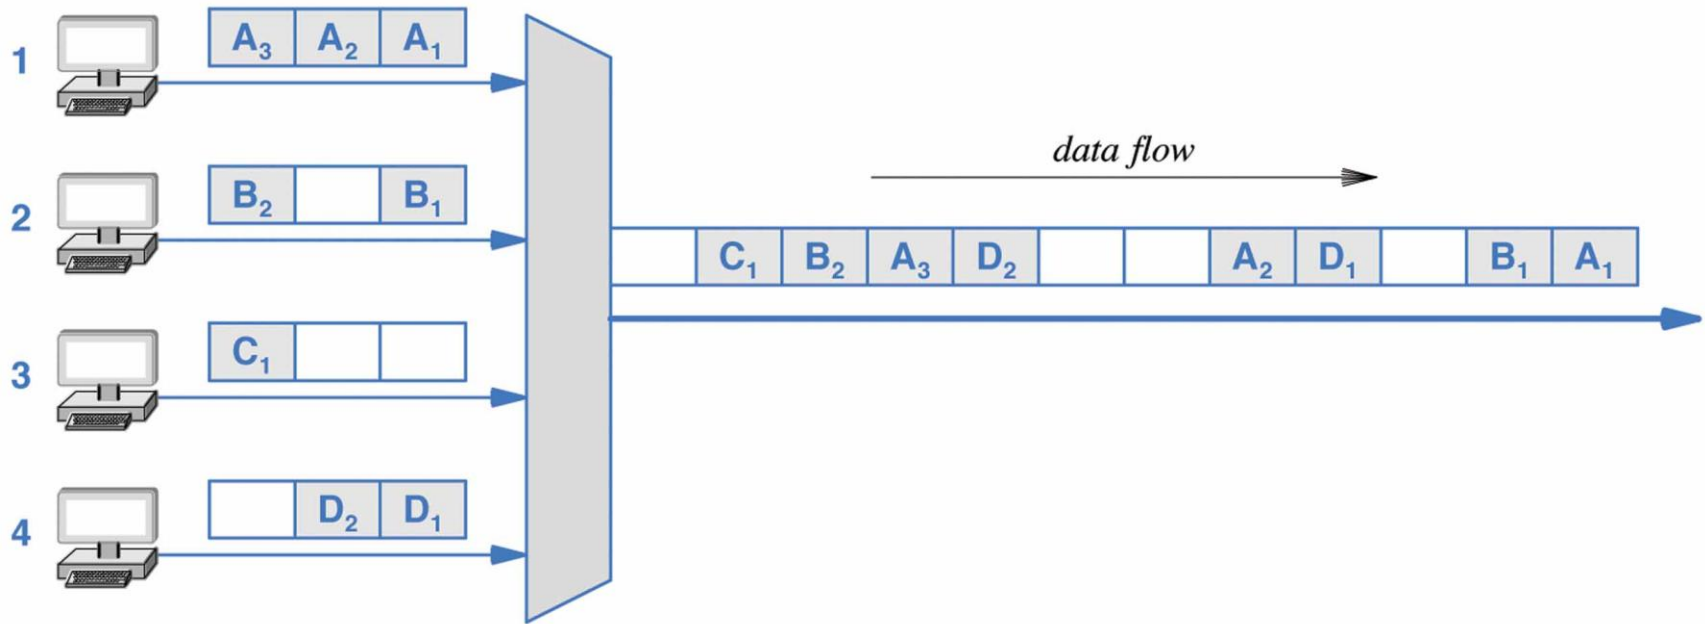 1
A3 A2 A1
data flow
2
B2 B1
C1 B2 A3 D2 A2 D1 B1 A1
3
C1
4
D2 D1